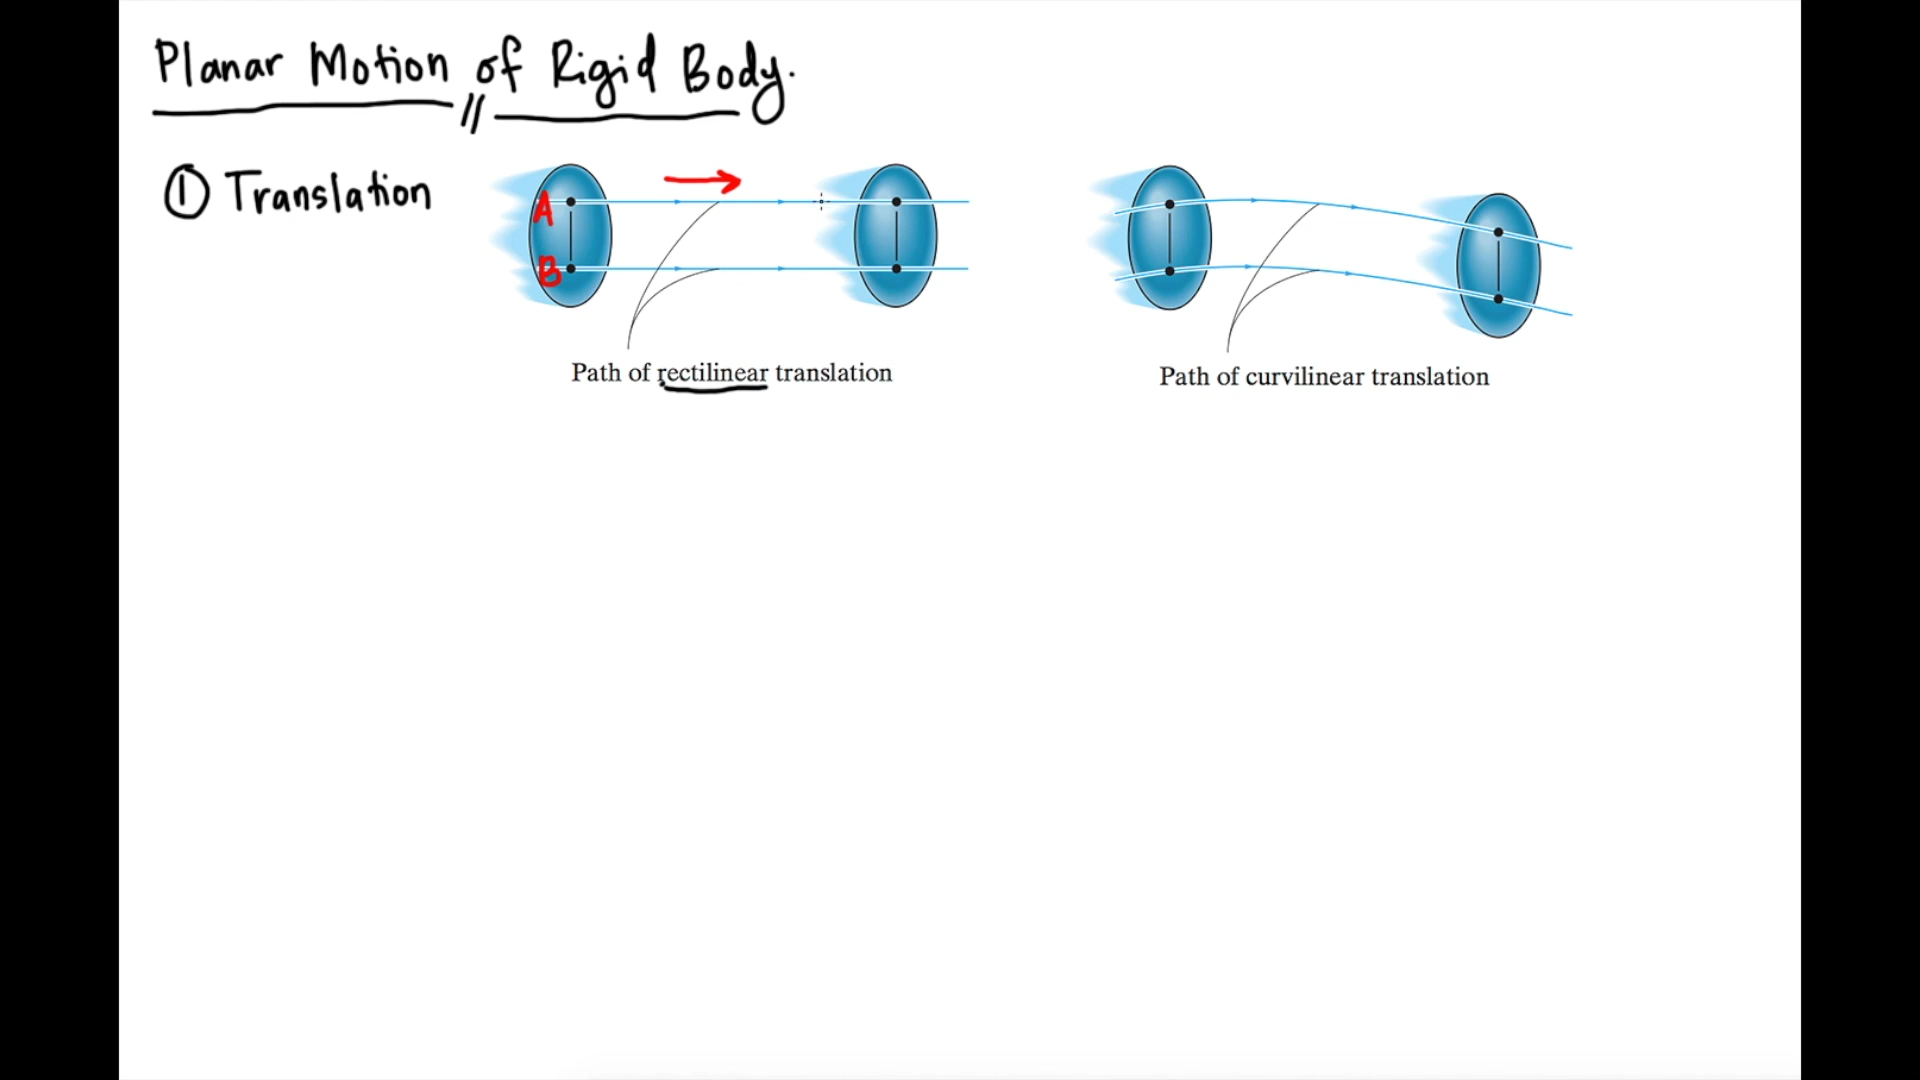 Planar Motion of Rigid Body.
① Translation
A
B
Path of rectilinear translation
Path of curvilinear translation